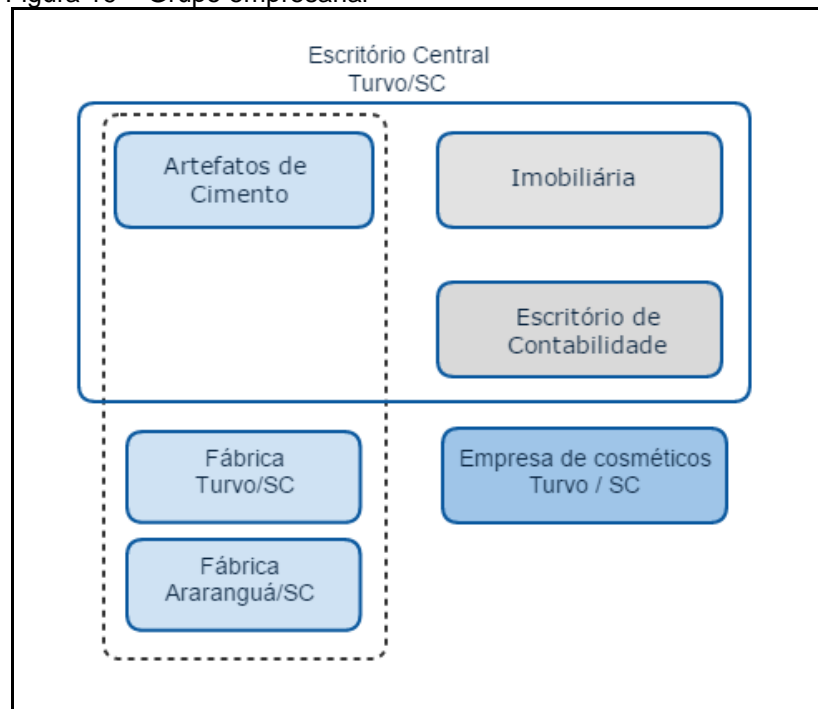 Escritório Central
Turvo/SC
Artefatos de
Cimento
Imobiliária
Escritório de
Contabilidade
Fábrica
Turvo/SC
Empresa de cosméticos
Turvo / SC
Fábrica
Araranguá/SC